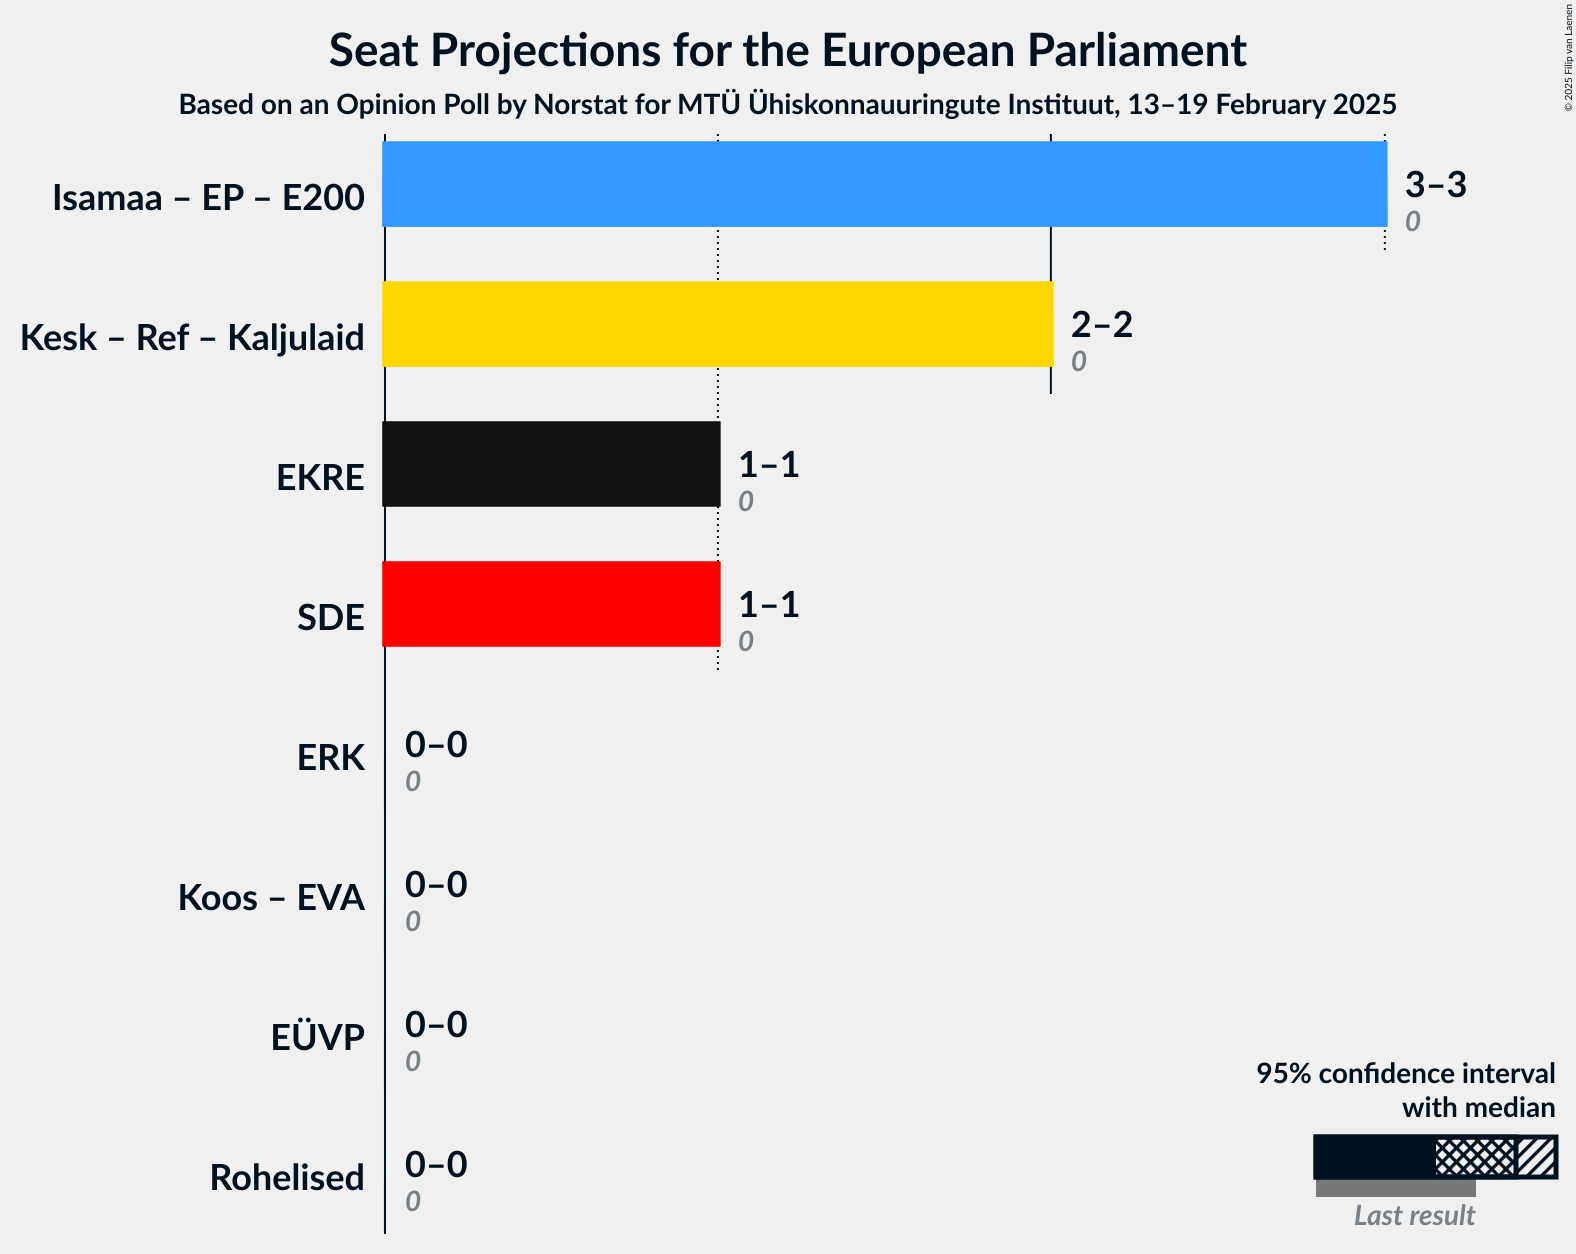 Seat Projections for the European Parliament
Based on an Opinion Poll by Norstat for MTÜ Ühiskonnauuringute Instituut, 13–19 February 2025
© 2025 Filip van Laenen
Isamaa – EP – E200
3–3
0
Kesk – Ref – Kaljulaid
2–2
0
EKRE
1–1
0
SDE
1–1
0
ERK
0–0
0
Koos – EVA
0–0
0
EÜVP
0–0
0
Rohelised
0–0
0
95% confidence interval
with median
Last result